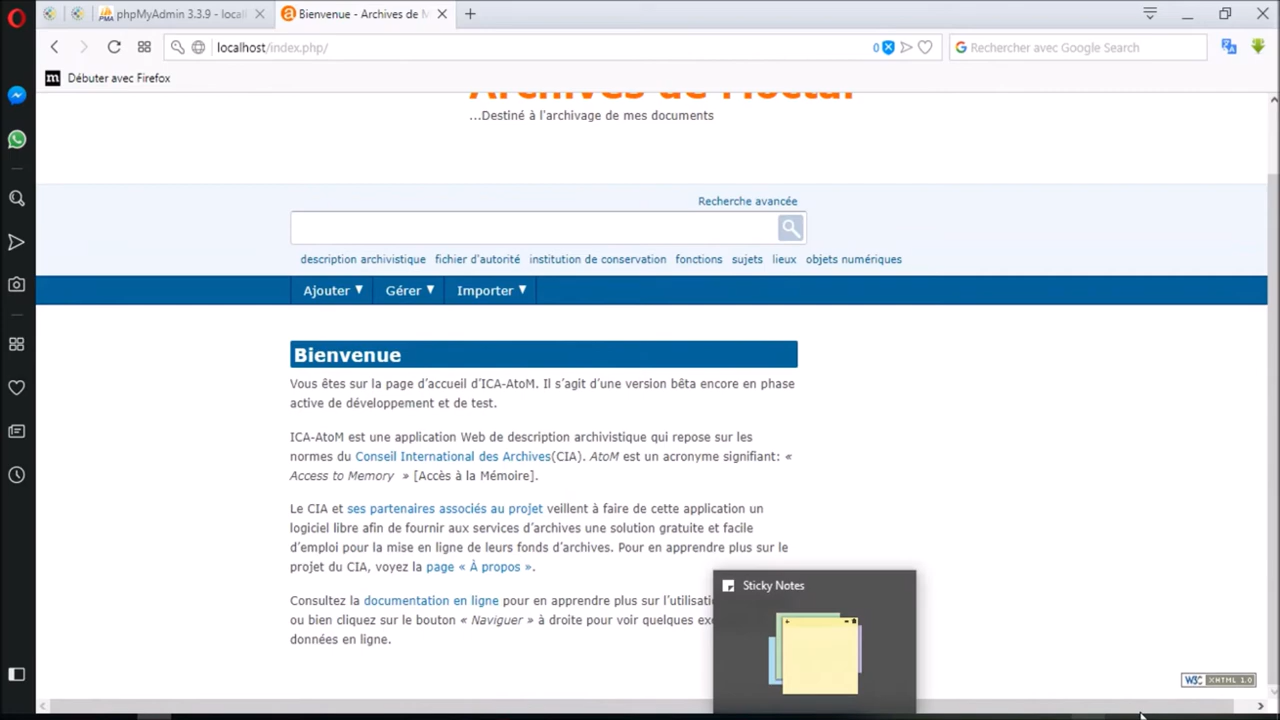 phpMyAdmin 3.3.9 - local
Bienvenue - Archives de M
localhost/index.php/
0
Rechercher avec Google Search
m Débuter avec Firefox
Archives de Moctar
...Destiné à l'archivage de mes documents
Recherche avancée
description archivistique fichier d'autorité institution de conservation fonctions sujets lieux objets numériques
Ajouter Gérer Importer
Bienvenue
Vous êtes sur la page d'accueil d'ICA-AtoM. Il s'agit d'une version bêta encore en phase
active de développement et de test.
ICA-AtoM est une application Web de description archivistique qui repose sur les
normes du Conseil International des Archives(CIA). AtoM est un acronyme signifiant: «
Access to Memory » [Accès à la Mémoire].
Le CIA et ses partenaires associés au projet veillent à faire de cette application un
logiciel libre afin de fournir aux services d'archives une solution gratuite et facile
d'emploi pour la mise en ligne de leurs fonds d'archives. Pour en apprendre plus sur le
projet du CIA, voyez la page « À propos ».
Consultez la documentation en ligne pour en apprendre plus sur l'utilisa
ou bien cliquez sur le bouton « Naviguer » à droite pour voir quelques ex
données en ligne.
Sticky Notes
W3C XHTML 1.0